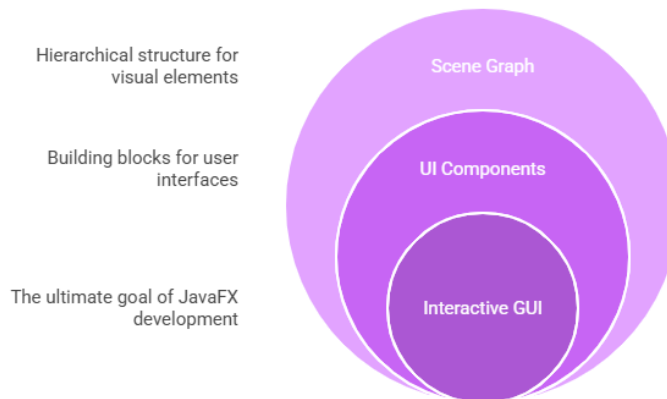 Hierarchical structure for
visual elements
Scene Graph
Building blocks for user
interfaces
UI Components
The ultimate goal of JavaFX
development
Interactive GUI